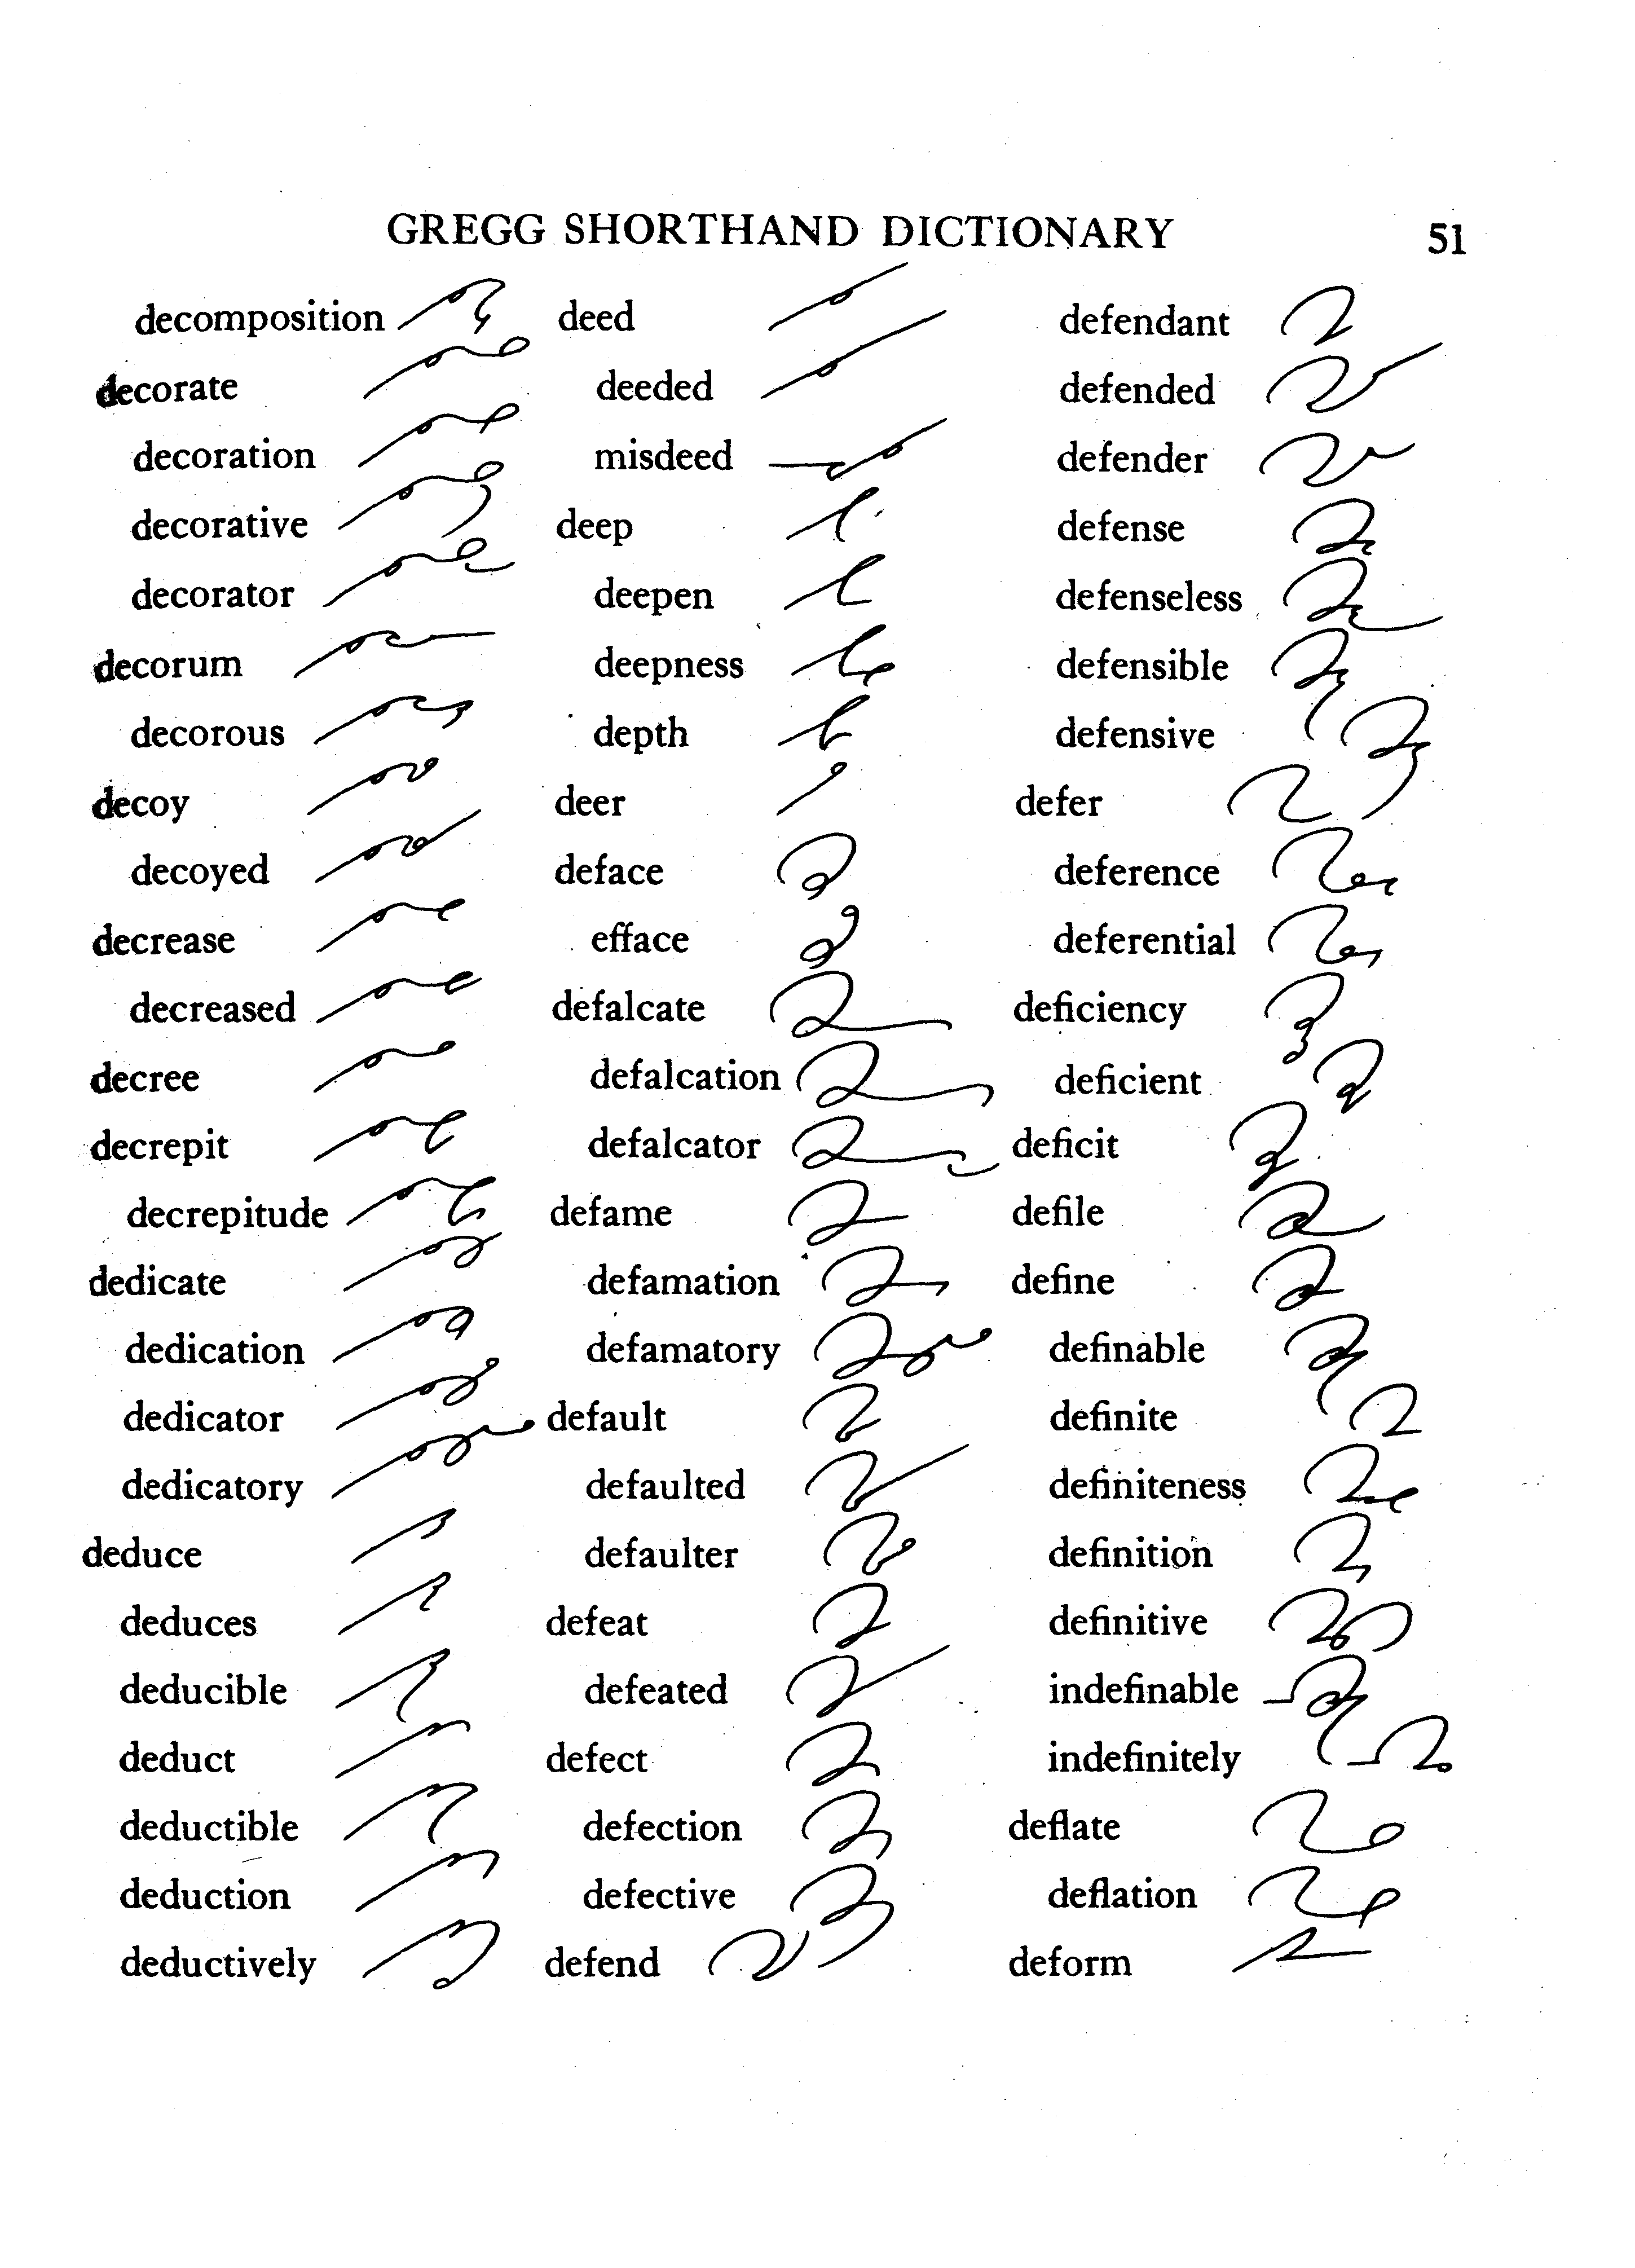 GREGG SHORTHAND DICTIONARY 51
decomposition
decorate
decoration
decorative
decorator
decorum
decorous
decoy
decoyed
decrease
decreased
decree
decrepit
decrepitude
dedicate
dedication
dedicator
dedicatory
deduce
deduces
deducible
deduct
deductible
deduction
deductively
deed
deeded
misdeed
deep
deepen
deepness
depth
deer
deface
efface
defalcate
defalcation
defalcator
defame
defamation
defamatory
default
defaulted
defaulter
defeat
defeated
defect
defection
defective
defend
defendant
defended
defender
defense
defenseless
defensible
defensive
defer
deference
deferential
deficiency
deficient
deficit
defile
define
definable
definite
definiteness
definition
definitive
indefinable
indefinitely
deflate
deflation
deform